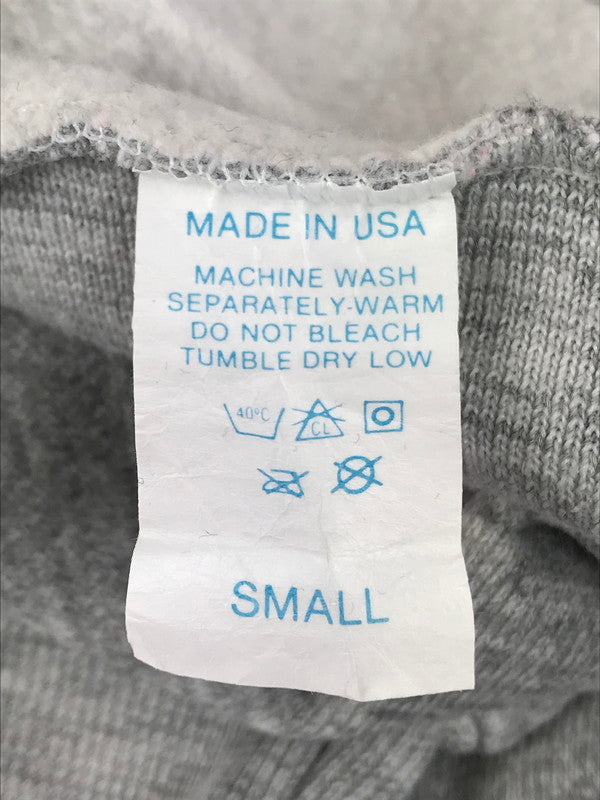 MADE IN USA
MACHINE WASH
SEPARATELY-WARM
DO NOT BLEACH
TUMBLE DRY LOW
40°C CL
SMALL